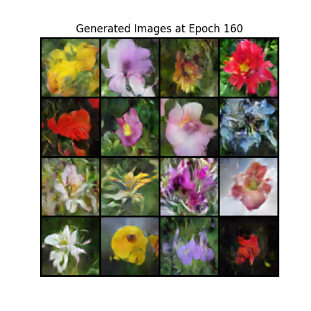 Generated Images at Epoch 160